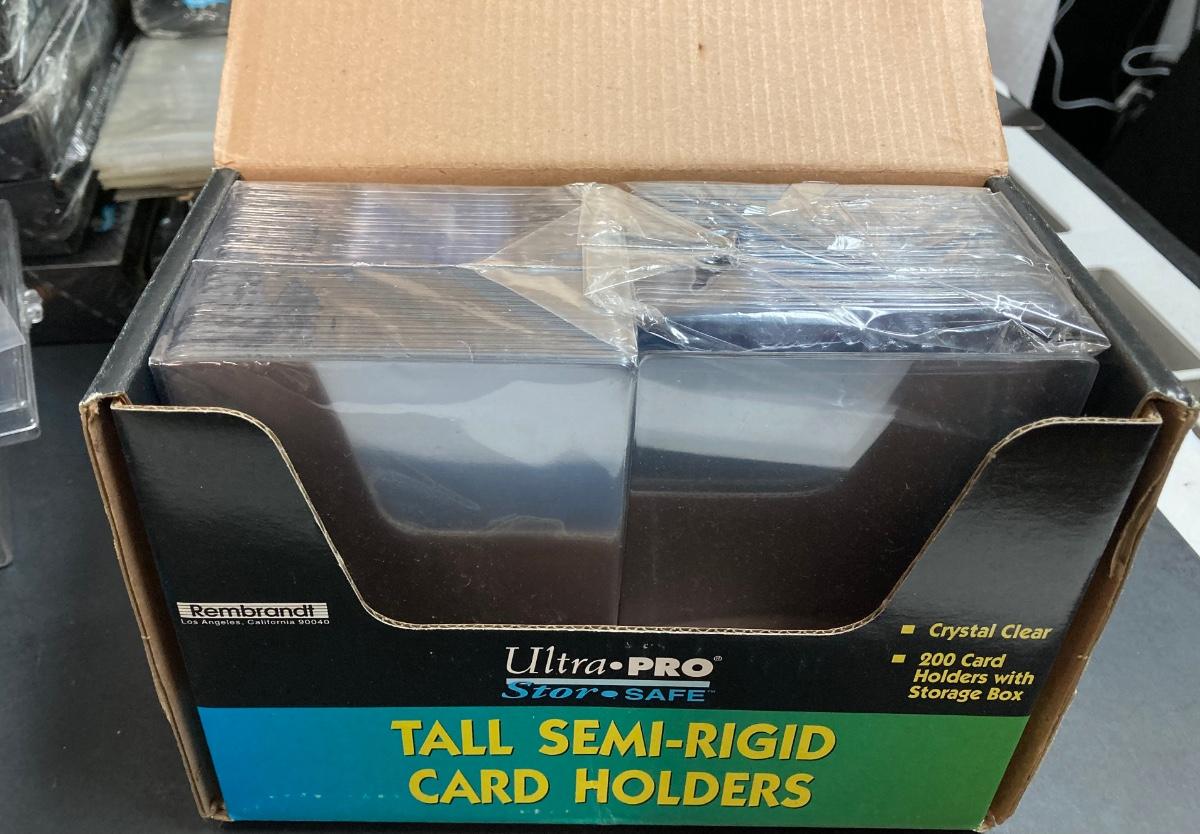 Rembrandt
Los Angeles, California 90040
Ultra•PRO®
Stor•SAFE™
■ Crystal Clear
■ 200 Card
Holders with
Storage Box
TALL SEMI-RIGID
CARD HOLDERS